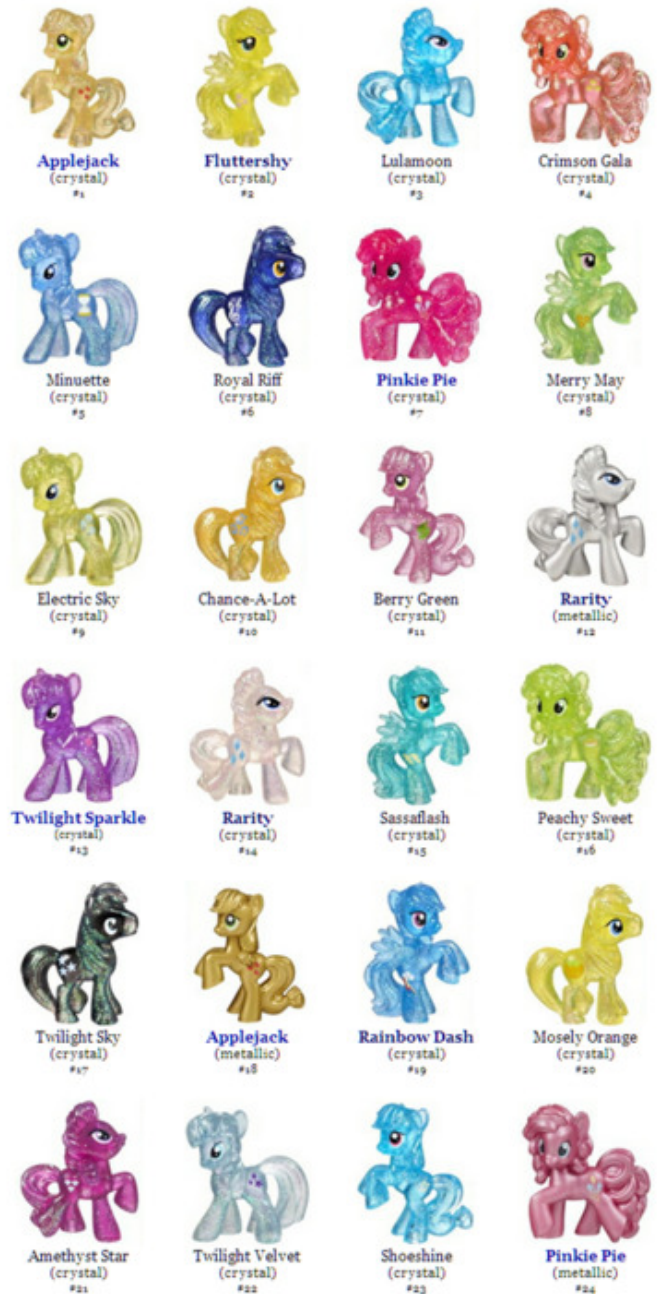 Applejack
(crystal)
#1
Fluttershy
(crystal)
#2
Lulamoon
(crystal)
#3
Crimson Gala
(crystal)
#4
Minuette
(crystal)
#5
Royal Riff
(crystal)
#6
Pinkie Pie
(crystal)
#7
Merry May
(crystal)
#8
Electric Sky
(crystal)
#9
Chance-A-Lot
(crystal)
#10
Berry Green
(crystal)
#11
Rarity
(metallic)
#12
Twilight Sparkle
(crystal)
#13
Rarity
(crystal)
#14
Sassaflash
(crystal)
#15
Peachy Sweet
(crystal)
#16
Twilight Sky
(crystal)
#17
Applejack
(metallic)
#18
Rainbow Dash
(crystal)
#19
Mosely Orange
(crystal)
#20
Amethyst Star
(crystal)
#21
Twilight Velvet
(crystal)
#22
Shoeshine
(crystal)
#23
Pinkie Pie
(metallic)
#24